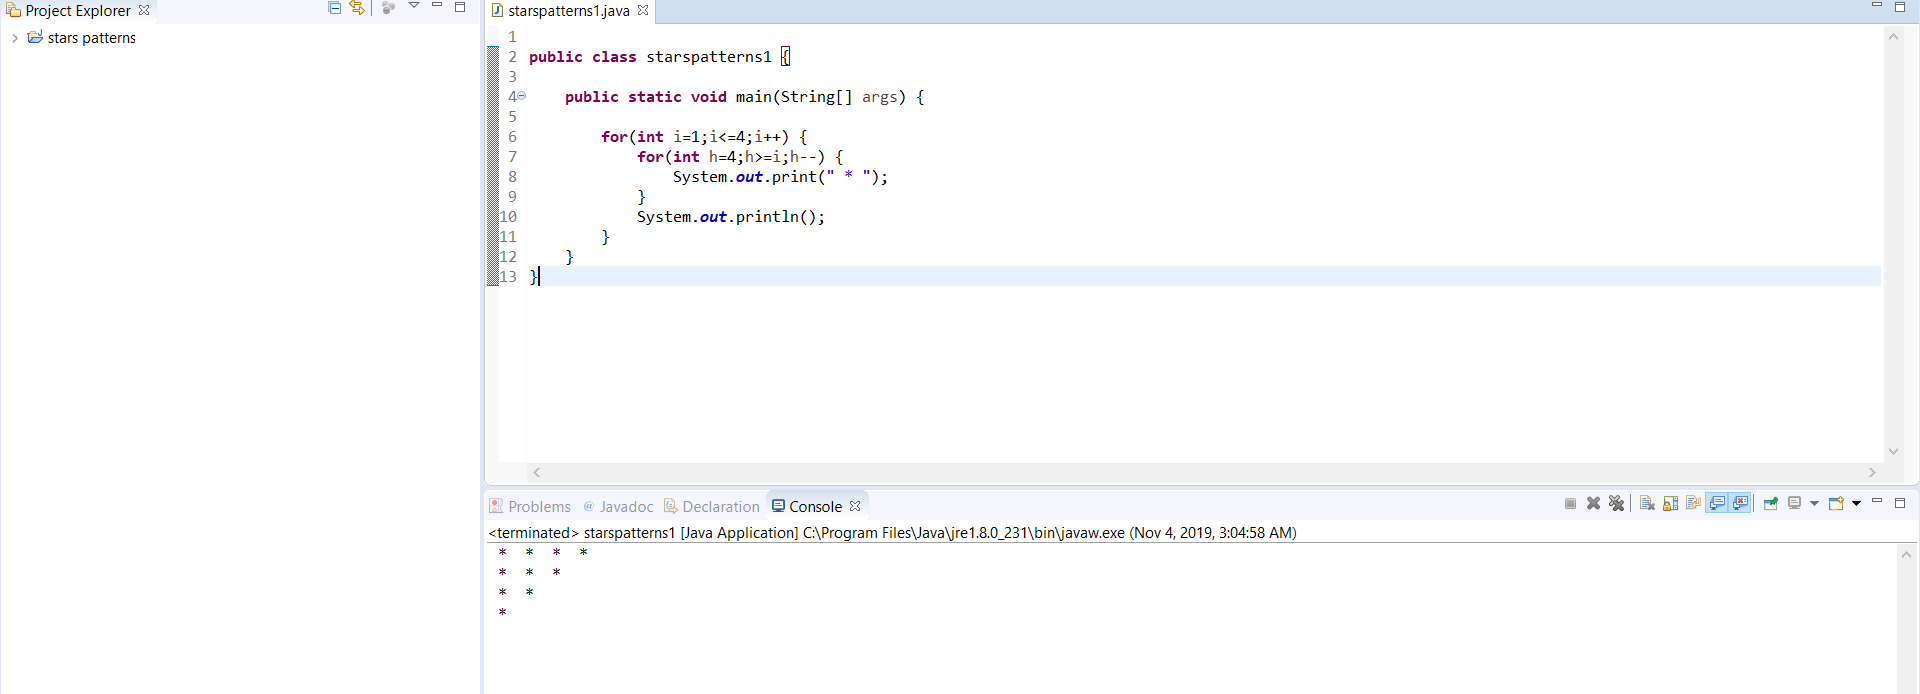 Project Explorer
stars patterns
starspatterns1.java
1
2 public class starspatterns1 {
3
4 public static void main(String[] args) {
5
6 for(int i=1;i<=4;i++) {
7 for(int h=4;h>=i;h--) {
8 System.out.print(" * ");
9 }
10 System.out.println();
11 }
12 }
13 }
Problems @ Javadoc Declaration Console
<terminated> starspatterns1 [Java Application] C:\Program Files\Java\jre1.8.0_231\bin\javaw.exe (Nov 4, 2019, 3:04:58 AM)
* * * *
* * *
* *
*